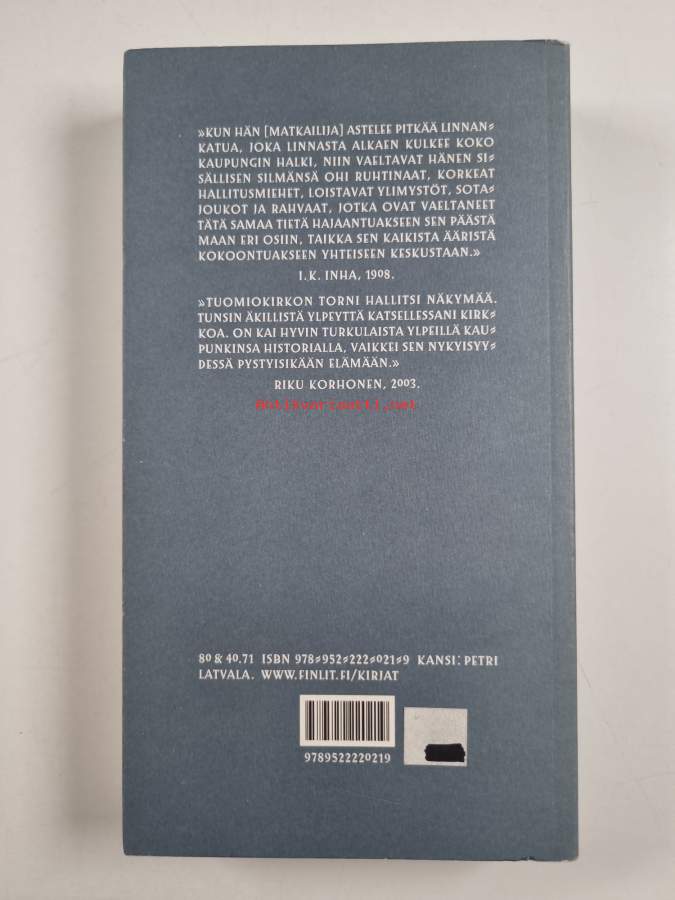 »KUN HÄN [MATKAILIJA] ASTELEE PITKÄÄ LINNAN=
KATUA, JOKA LINNASTA ALKAEN KULKEE KOKO
KAUPUNGIN HALKI, NIIN VAELTAVAT HÄNEN SI=
SÄLLISEN SILMÄNSÄ OHI RUHTINAAT, KORKEAT
HALLITUSMIEHET, LOISTAVAT YLIMYSTÖT, SOTA=
JOUKOT JA RAHVAAT, JOTKA OVAT VAELTANEET
TÄTÄ SAMAA TIETÄ HAJAANTUAKSEEN SEN PÄÄSTÄ
MAAN ERI OSIIN, TAIKKA SEN KAIKISTA ÄÄRISTÄ
KOKOONTUAKSEEN YHTEISEEN KESKUSTAAN.»
I.K. INHA, 1908.
»TUOMIOKIRKON TORNI HALLITSI NÄKYMÄÄ.
TUNSIN ÄKILLISTÄ YLPEYTTÄ KATSELLESSANI KIRK=
KOA. ON KAI HYVIN TURKULAISTA YLPEILLÄ KAU=
PUNKINSA HISTORIALLA, VAIKKEI SEN NYKYISYY=
DESSÄ PYSTYISIKÄÄN ELÄMÄÄN.»
RIKU KORHONEN, 2003.
Antikvariaatti.net
80 & 40.71 ISBN 978=952=222=021=9 KANSI: PETRI
LATVALA. WWW.FINLIT.FI/KIRJAT
9789522220219